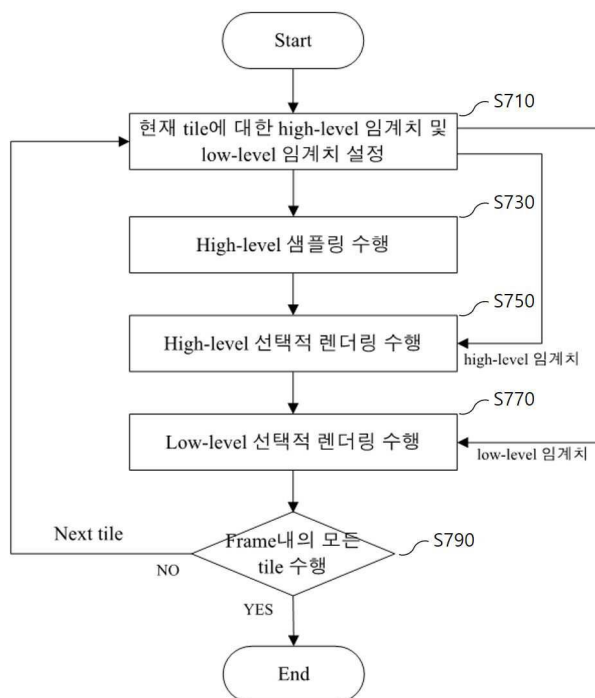 Start
S710
현재 tile에 대한 high-level 임계치 및
low-level 임계치 설정
S730
High-level 샘플링 수행
S750
High-level 선택적 렌더링 수행
high-level 임계치
S770
Low-level 선택적 렌더링 수행
low-level 임계치
Next tile
Frame내의 모든
tile 수행
S790
NO
YES
End